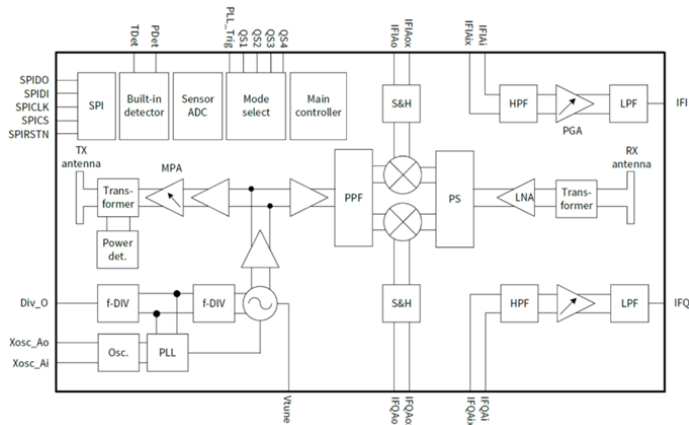 TDet
PDet
PLL_Trig
QS1
QS2
QS3
QS4
IFIAo
IFIAox
IFIAix
IFIAi
SPIDO
SPIDI
SPICLK
SPICS
SPIRSTN
SPI
Built-in
detector
Sensor
ADC
Mode
select
Main
controller
S&H
HPF
PGA
LPF
IFI
TX
antenna
Trans-
former
MPA
Power
det.
PPF
PS
LNA
Trans-
former
RX
antenna
Div_O
f-DIV
f-DIV
S&H
HPF
LPF
IFQ
Xosc_Ao
Xosc_Ai
Osc.
PLL
Vtune
IFQAo
IFQAox
IFQAix
IFQAi